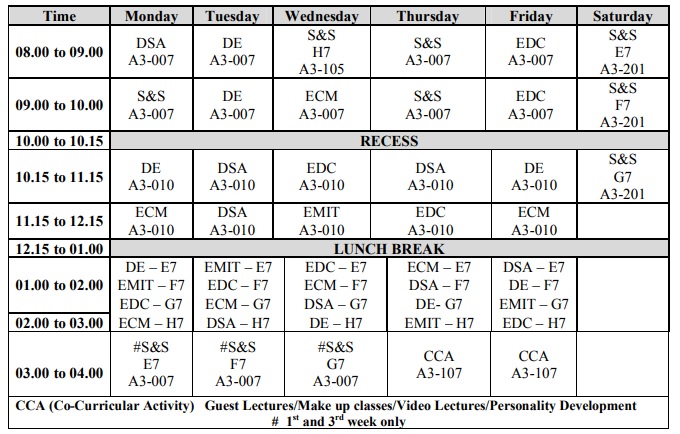 Time Monday Tuesday Wednesday Thursday Friday Saturday
08.00 to 09.00
DSA
A3-007
DE
A3-007
S&S
H7
A3-105
S&S
A3-007
EDC
A3-007
S&S
E7
A3-201
09.00 to 10.00
S&S
A3-007
DE
A3-007
ECM
A3-007
S&S
A3-007
EDC
A3-007
S&S
F7
A3-201
10.00 to 10.15 RECESS
10.15 to 11.15
DE
A3-010
DSA
A3-010
EDC
A3-010
DSA
A3-010
DE
A3-010
S&S
G7
A3-201
11.15 to 12.15
ECM
A3-010
DSA
A3-010
EMIT
A3-010
EDC
A3-010
ECM
A3-010
12.15 to 01.00 LUNCH BREAK
01.00 to 02.00
02.00 to 03.00
DE – E7
EMIT – F7
EDC – G7
ECM – H7
EMIT – E7
EDC – F7
ECM – G7
DSA – H7
EDC – E7
ECM – F7
DSA – G7
DE – H7
ECM – E7
DSA – F7
DE- G7
EMIT – H7
DSA – E7
DE – F7
EMIT – G7
EDC – H7
03.00 to 04.00
#S&S
E7
A3-007
#S&S
F7
A3-007
#S&S
G7
A3-007
CCA
A3-107
CCA
A3-107
CCA (Co-Curricular Activity) Guest Lectures/Make up classes/Video Lectures/Personality Development
# 1st and 3rd week only